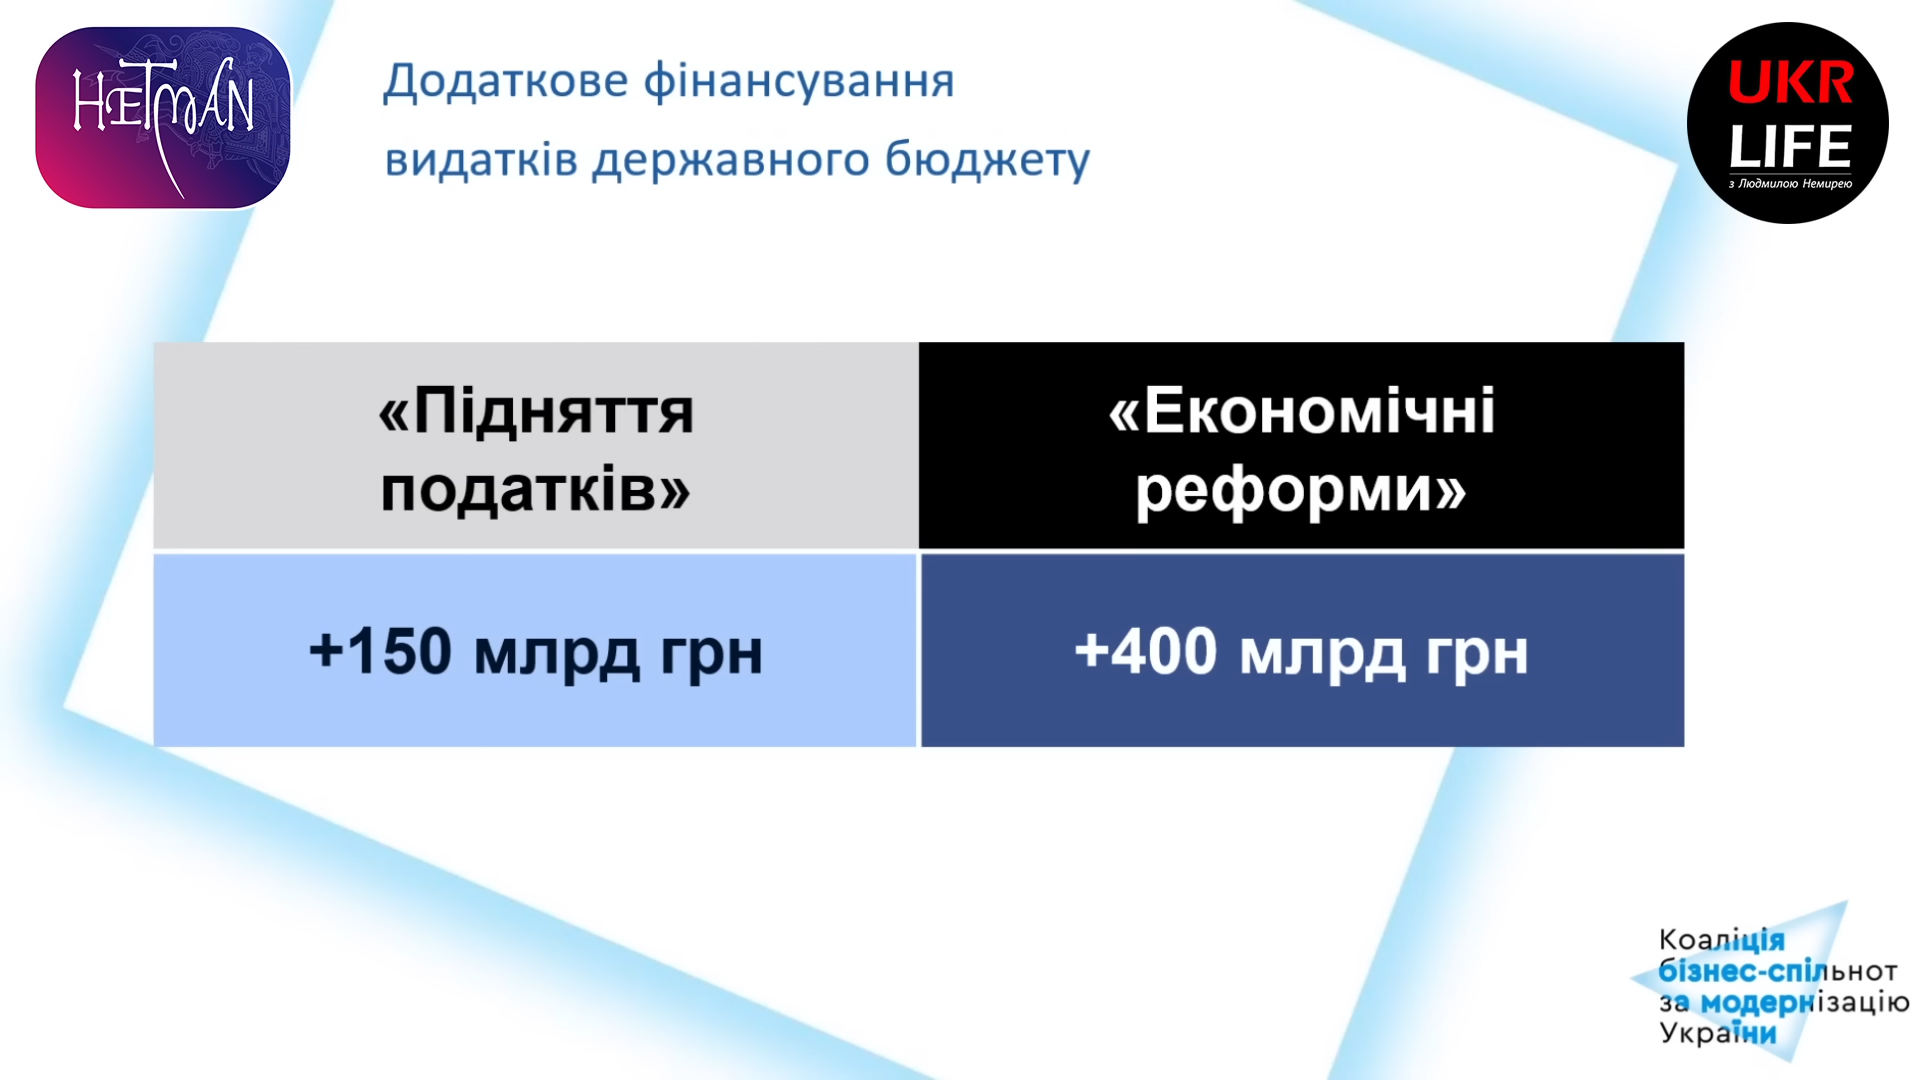 HETMAN
Додаткове фінансування
видатків державного бюджету
UKR
LIFE
з Людмилою Немирею
«Підняття
податків»
«Економічні
реформи»
+150 млрд грн
+400 млрд грн
Коаліція
бізнес-спільнот
за модернізацію
України